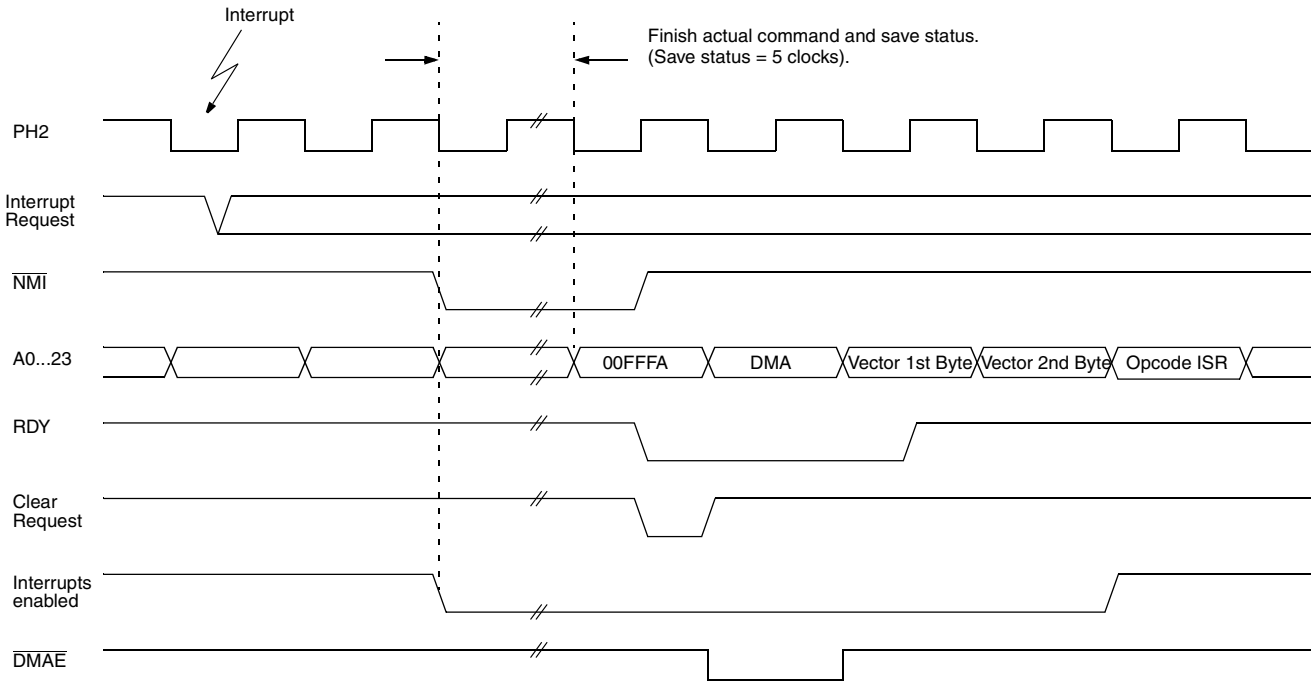 Interrupt
Finish actual command and save status.
(Save status = 5 clocks).
PH2
Interrupt
Request
NMI
A0...23
00FFFA
DMA
Vector 1st Byte
Vector 2nd Byte
Opcode ISR
RDY
Clear
Request
Interrupts
enabled
DMAE